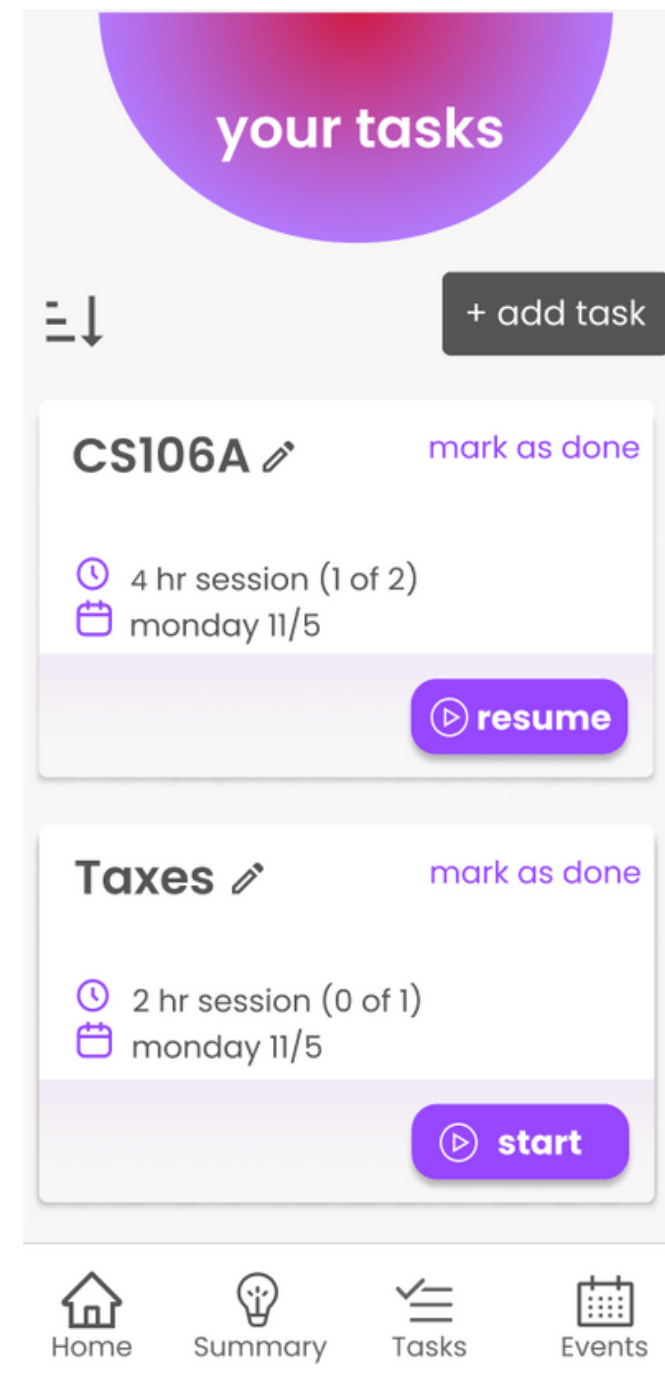 your tasks
+ add task
CS106A
mark as done
4 hr session (1 of 2)
monday 11/5
resume
Taxes
mark as done
2 hr session (0 of 1)
monday 11/5
start
Home Summary Tasks Events